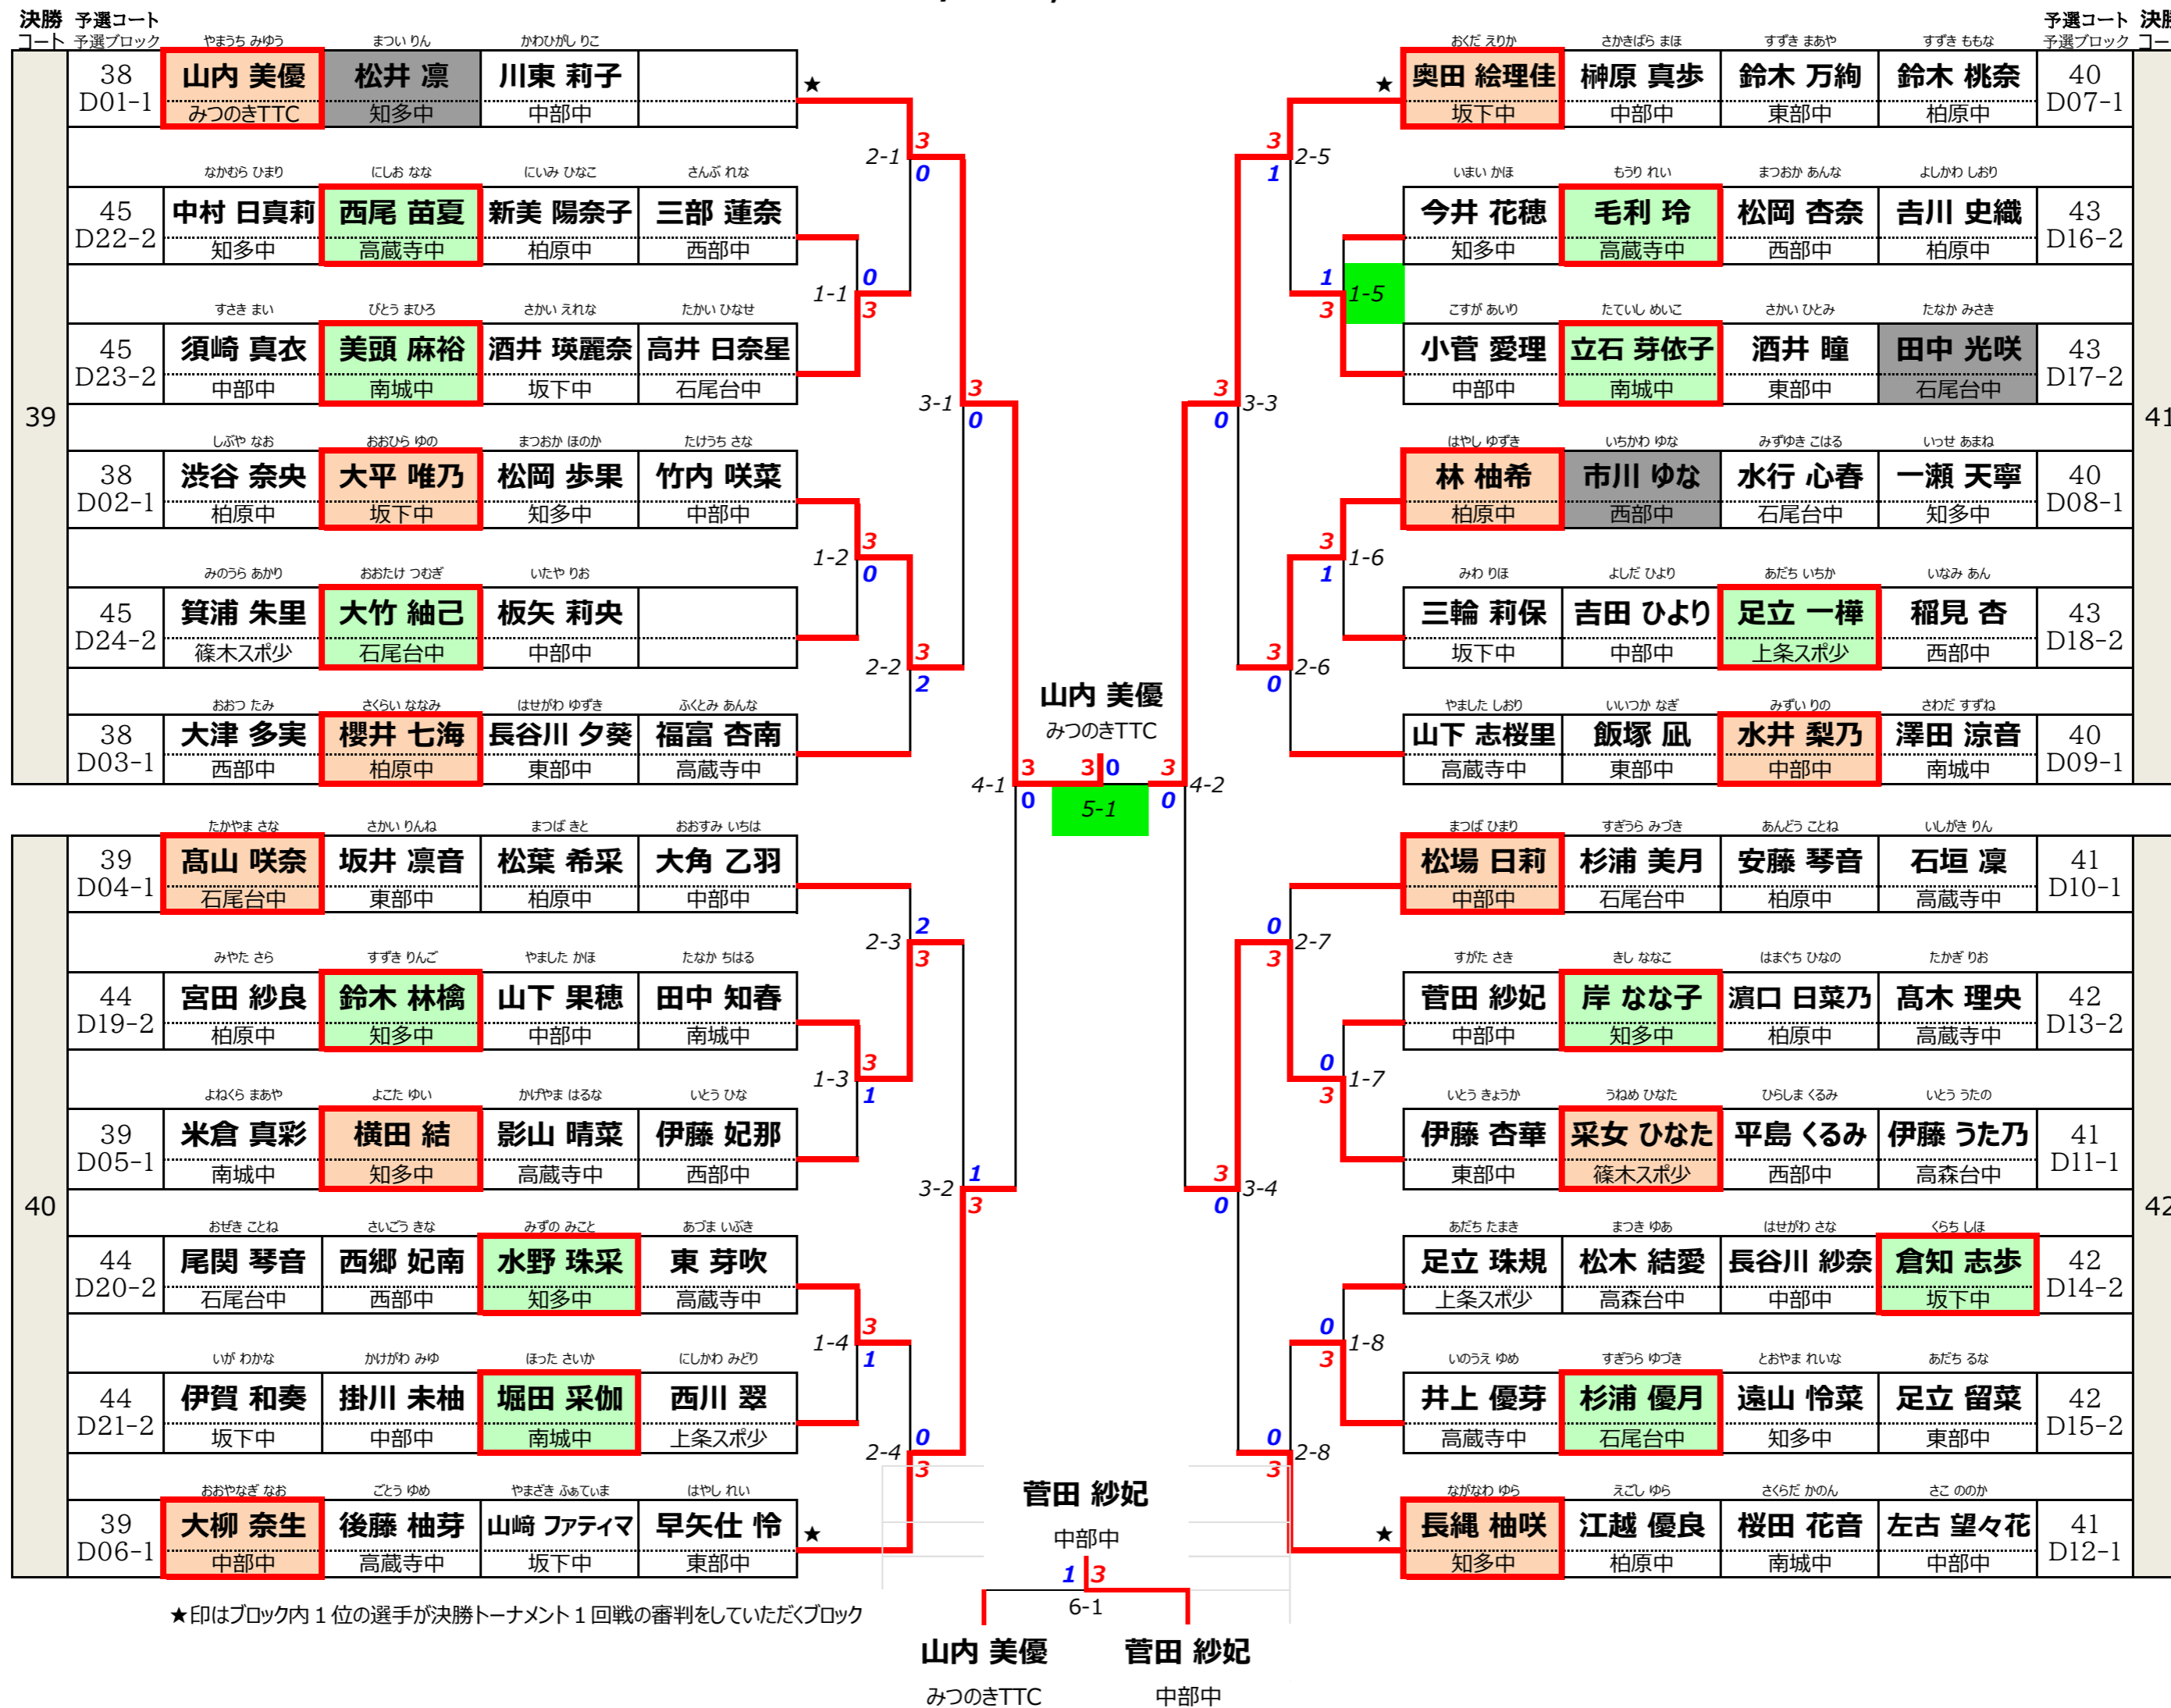 決勝 予選コート
コート 予選ブロック
やまうち みゆう まつい りん かわひがし りこ
38 山内 美優 松井 凛 川東 莉子 ★
D01-1 みつのきTTC 知多中 中部中
なかむら ひまり にしお なな にいみ ひなこ さんぶ れな
45 中村 日真莉 西尾 苗夏 新美 陽奈子 三部 蓮奈
D22-2 知多中 高蔵寺中 柏原中 西部中
すさき まい びとう まひろ さかい えれな たかい ひなせ
45 須崎 真衣 美頭 麻裕 酒井 瑛麗奈 高井 日奈星
D23-2 中部中 南城中 坂下中 石尾台中
39
しぶや なお おおひら ゆの まつおか ほのか たけうち さな
38 渋谷 奈央 大平 唯乃 松岡 歩果 竹内 咲菜
D02-1 柏原中 坂下中 知多中 中部中
みのうら あかり おおたけ つむぎ いたや りお
45 箕浦 朱里 大竹 紬己 板矢 莉央
D24-2 篠木スポ少 石尾台中 中部中
おおつ たみ さくらい ななみ はせがわ ゆずき ふくとみ あんな
38 大津 多実 櫻井 七海 長谷川 夕葵 福富 杏南
D03-1 西部中 柏原中 東部中 高蔵寺中
たかやま さな さかい りんね まつば きと おおすみ いちは
39 髙山 咲奈 坂井 凛音 松葉 希采 大角 乙羽
D04-1 石尾台中 東部中 柏原中 中部中
みやた さら すずき りんご やました かほ たなか ちはる
44 宮田 紗良 鈴木 林檎 山下 果穂 田中 知春
D19-2 柏原中 知多中 中部中 南城中
よねくら まあや よこた ゆい かげやま はるな いとう ひな
39 米倉 真彩 横田 結 影山 晴菜 伊藤 妃那
D05-1 南城中 知多中 高蔵寺中 西部中
40
おぜき ことね さいごう きな みずの みこと あづま いぶき
44 尾関 琴音 西郷 妃南 水野 珠采 東 芽吹
D20-2 石尾台中 西部中 知多中 高蔵寺中
いが わかな かけがわ みゆ ほった さいか にしかわ みどり
44 伊賀 和奏 掛川 未柚 堀田 采伽 西川 翠
D21-2 坂下中 中部中 南城中 上条スポ少
おおやなぎ なお ごとう ゆめ やまざき ふぁてぃま はやし れい
39 大柳 奈生 後藤 柚芽 山﨑 ファティマ 早矢仕 怜 ★
D06-1 中部中 高蔵寺中 坂下中 東部中
★印はブロック内1位の選手が決勝トーナメント1回戦の審判をしていただくブロック
2-1 3 0
1-1 0 3
3-1 3 0
1-2 3 0
2-2 3 2
4-1 3 0
2-3 2 3
1-3 3 1
3-2 1 3
1-4 3 1
2-4 0 3
山内 美優
みつのきTTC
3 0
5-1
菅田 紗妃
中部中
1 3
6-1
山内 美優 菅田 紗妃
みつのきTTC 中部中
3 1 2-5
1 3 1-5
3 0 3-3
3 1 1-6
3 0 2-6
3 0 4-2
0 3 2-7
0 3 1-7
3 0 3-4
0 3 1-8
0 3 2-8
予選コート 決勝
予選ブロック コー
おくだ えりか さかきばら まほ すずき まあや すずき ももな
★ 奥田 絵理佳 榊原 真歩 鈴木 万絢 鈴木 桃奈 40
坂下中 中部中 東部中 柏原中 D07-1
いまい かほ もうり れい まつおか あんな よしかわ しおり
今井 花穂 毛利 玲 松岡 杏奈 吉川 史織 43
知多中 高蔵寺中 西部中 柏原中 D16-2
こすが あいり たていし めいこ さかい ひとみ たなか みさき
小菅 愛理 立石 芽依子 酒井 瞳 田中 光咲 43
中部中 南城中 東部中 石尾台中 D17-2
41
はやし ゆずき いちかわ ゆな みずゆき こはる いっせ あまね
林 柚希 市川 ゆな 水行 心春 一瀬 天寧 40
柏原中 西部中 石尾台中 知多中 D08-1
みわ りほ よしだ ひより あだち いちか いなみ あん
三輪 莉保 吉田 ひより 足立 一樺 稲見 杏 43
坂下中 中部中 上条スポ少 西部中 D18-2
やました しおり いいつか なぎ みずい りの さわだ すずね
山下 志桜里 飯塚 凪 水井 梨乃 澤田 涼音 40
高蔵寺中 東部中 中部中 南城中 D09-1
まつば ひまり すぎうら みづき あんどう ことね いしがき りん
松場 日莉 杉浦 美月 安藤 琴音 石垣 凜 41
中部中 石尾台中 柏原中 高蔵寺中 D10-1
すがた さき きし ななこ はまぐち ひなの たかぎ りお
菅田 紗妃 岸 なな子 濵口 日菜乃 髙木 理央 42
中部中 知多中 柏原中 高蔵寺中 D13-2
いとう きょうか うねめ ひなた ひらしま くるみ いとう うたの
伊藤 杏華 采女 ひなた 平島 くるみ 伊藤 うた乃 41
東部中 篠木スポ少 西部中 高森台中 D11-1
42
あだち たまき まつき ゆあ はせがわ さな くらち しほ
足立 珠規 松木 結愛 長谷川 紗奈 倉知 志歩 42
上条スポ少 高森台中 中部中 坂下中 D14-2
いのうえ ゆめ すぎうら ゆづき とおやま れいな あだち るな
井上 優芽 杉浦 優月 遠山 怜菜 足立 留菜 42
高蔵寺中 石尾台中 知多中 東部中 D15-2
ながなわ ゆら えごし ゆら さくらだ かのん さこ ののか
★ 長縄 柚咲 江越 優良 桜田 花音 左古 望々花 41
知多中 柏原中 南城中 中部中 D12-1